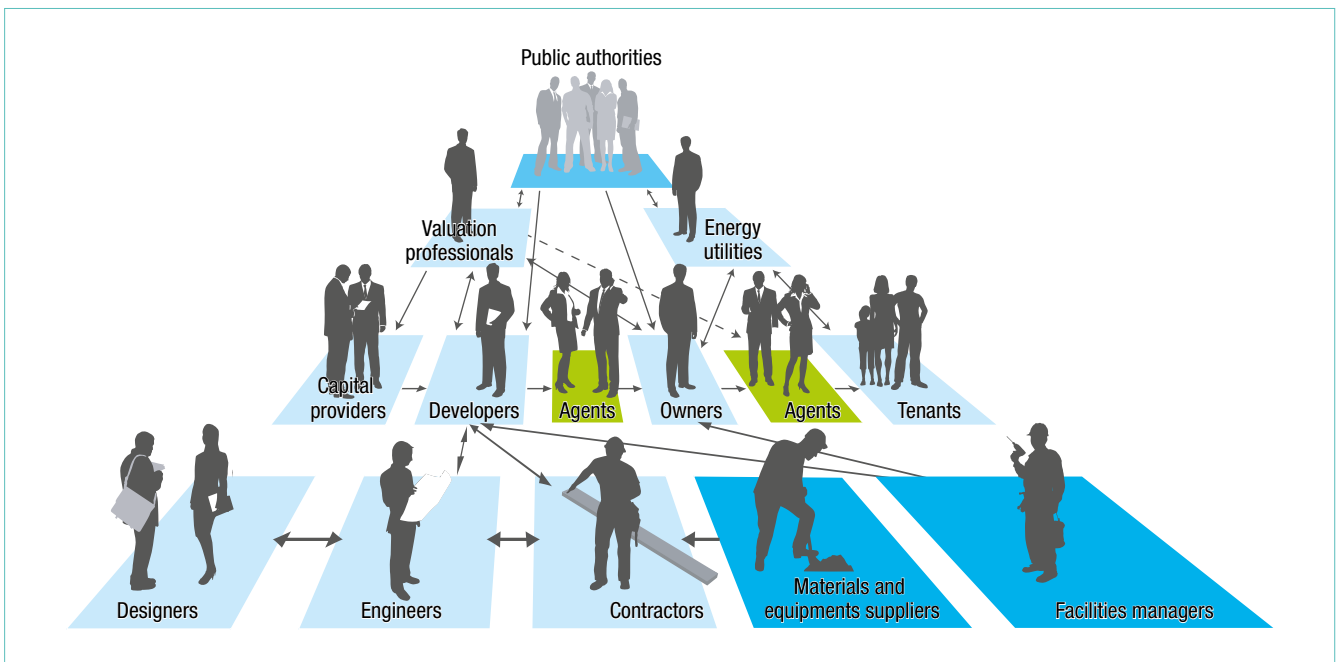 Public authorities
Valuation
professionals
Energy
utilities
Capital
providers
Developers
Agents
Owners
Agents
Tenants
Designers
Engineers
Contractors
Materials and
equipments suppliers
Facilities managers